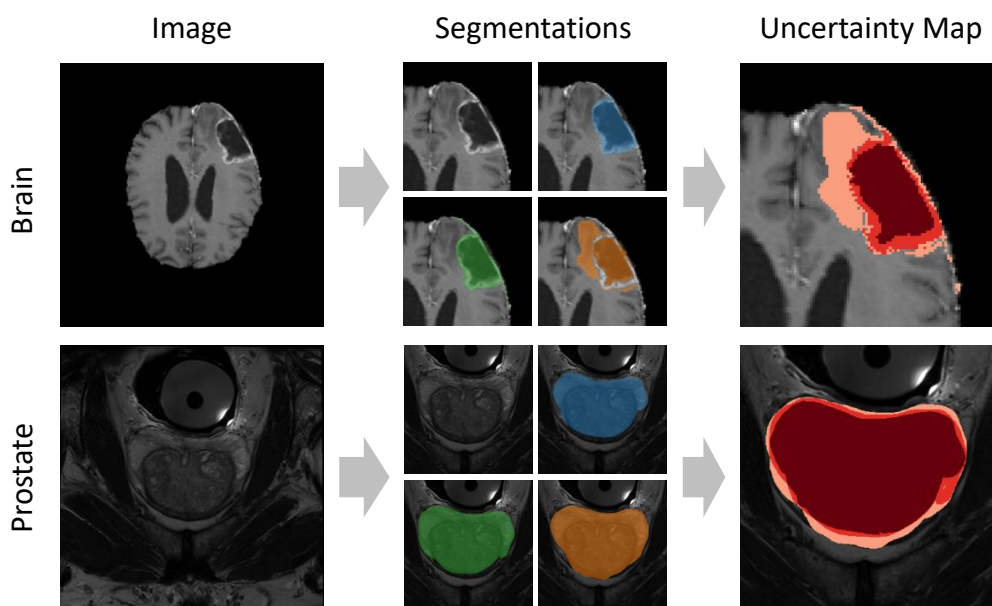 Image
Segmentations
Uncertainty Map
Brain
Prostate